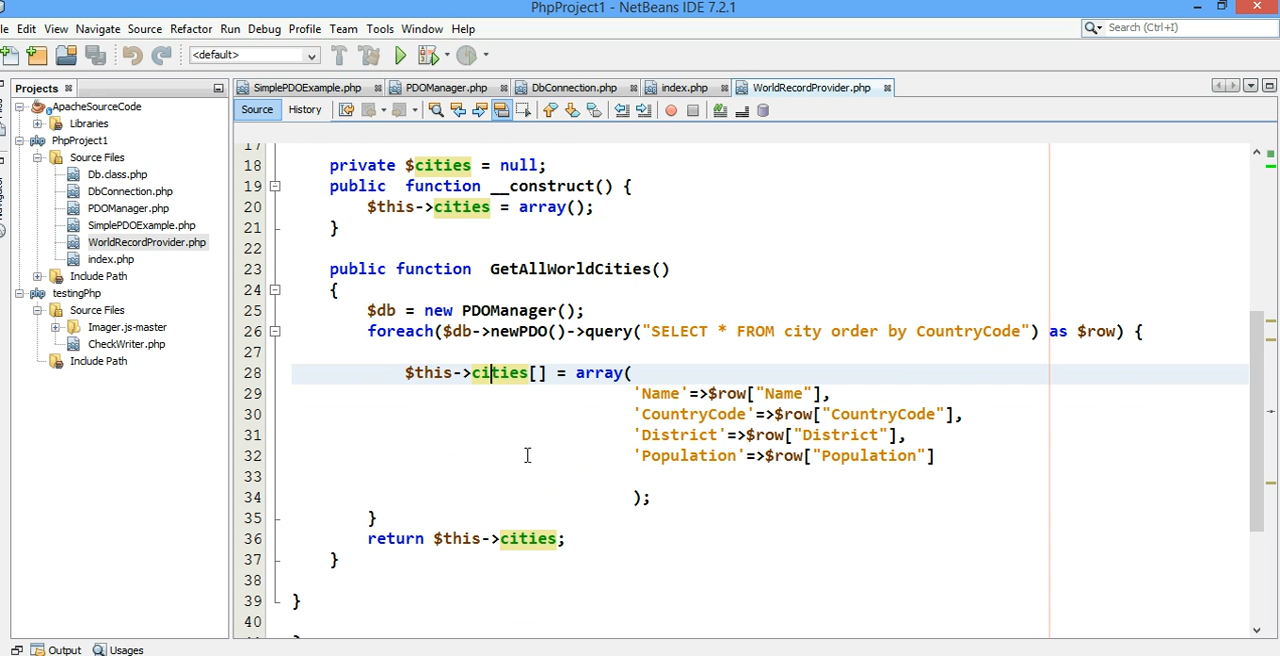 PhpProject1 - NetBeans IDE 7.2.1
le Edit View Navigate Source Refactor Run Debug Profile Team Tools Window Help
Search (Ctrl+I)
<default>
Projects
SimplePDOExample.php PDOManager.php DbConnection.php index.php WorldRecordProvider.php
Source History
ApacheSourceCode
Libraries
PhpProject1
Source Files
Db.class.php
DbConnection.php
PDOManager.php
SimplePDOExample.php
WorldRecordProvider.php
index.php
Include Path
testingPhp
Source Files
Imager.js-master
CheckWriter.php
Include Path
17
18 private $cities = null;
19 public function __construct() {
20 $this->cities = array();
21 }
22
23 public function GetAllWorldCities()
24 {
25 $db = new PDOManager();
26 foreach($db->newPDO()->query("SELECT * FROM city order by CountryCode") as $row) {
27
28 $this->cities[] = array(
29 'Name'=>$row["Name"],
30 'CountryCode'=>$row["CountryCode"],
31 'District'=>$row["District"],
32 'Population'=>$row["Population"]
33
34 );
35 }
36 return $this->cities;
37 }
38
39 }
40
Output Usages